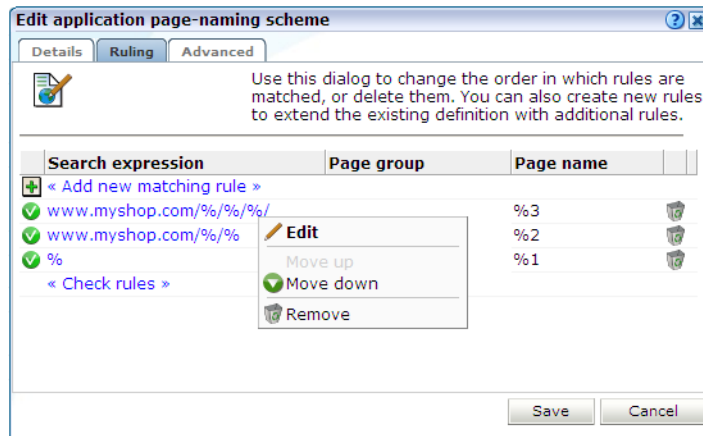 Edit application page-naming scheme
Details Ruling Advanced
Use this dialog to change the order in which rules are
matched, or delete them. You can also create new rules
to extend the existing definition with additional rules.
Search expression Page group Page name
« Add new matching rule »
www.myshop.com/%/%/%/ %3
www.myshop.com/%/% %2
% %1
« Check rules »
Edit
Move up
Move down
Remove
Save Cancel